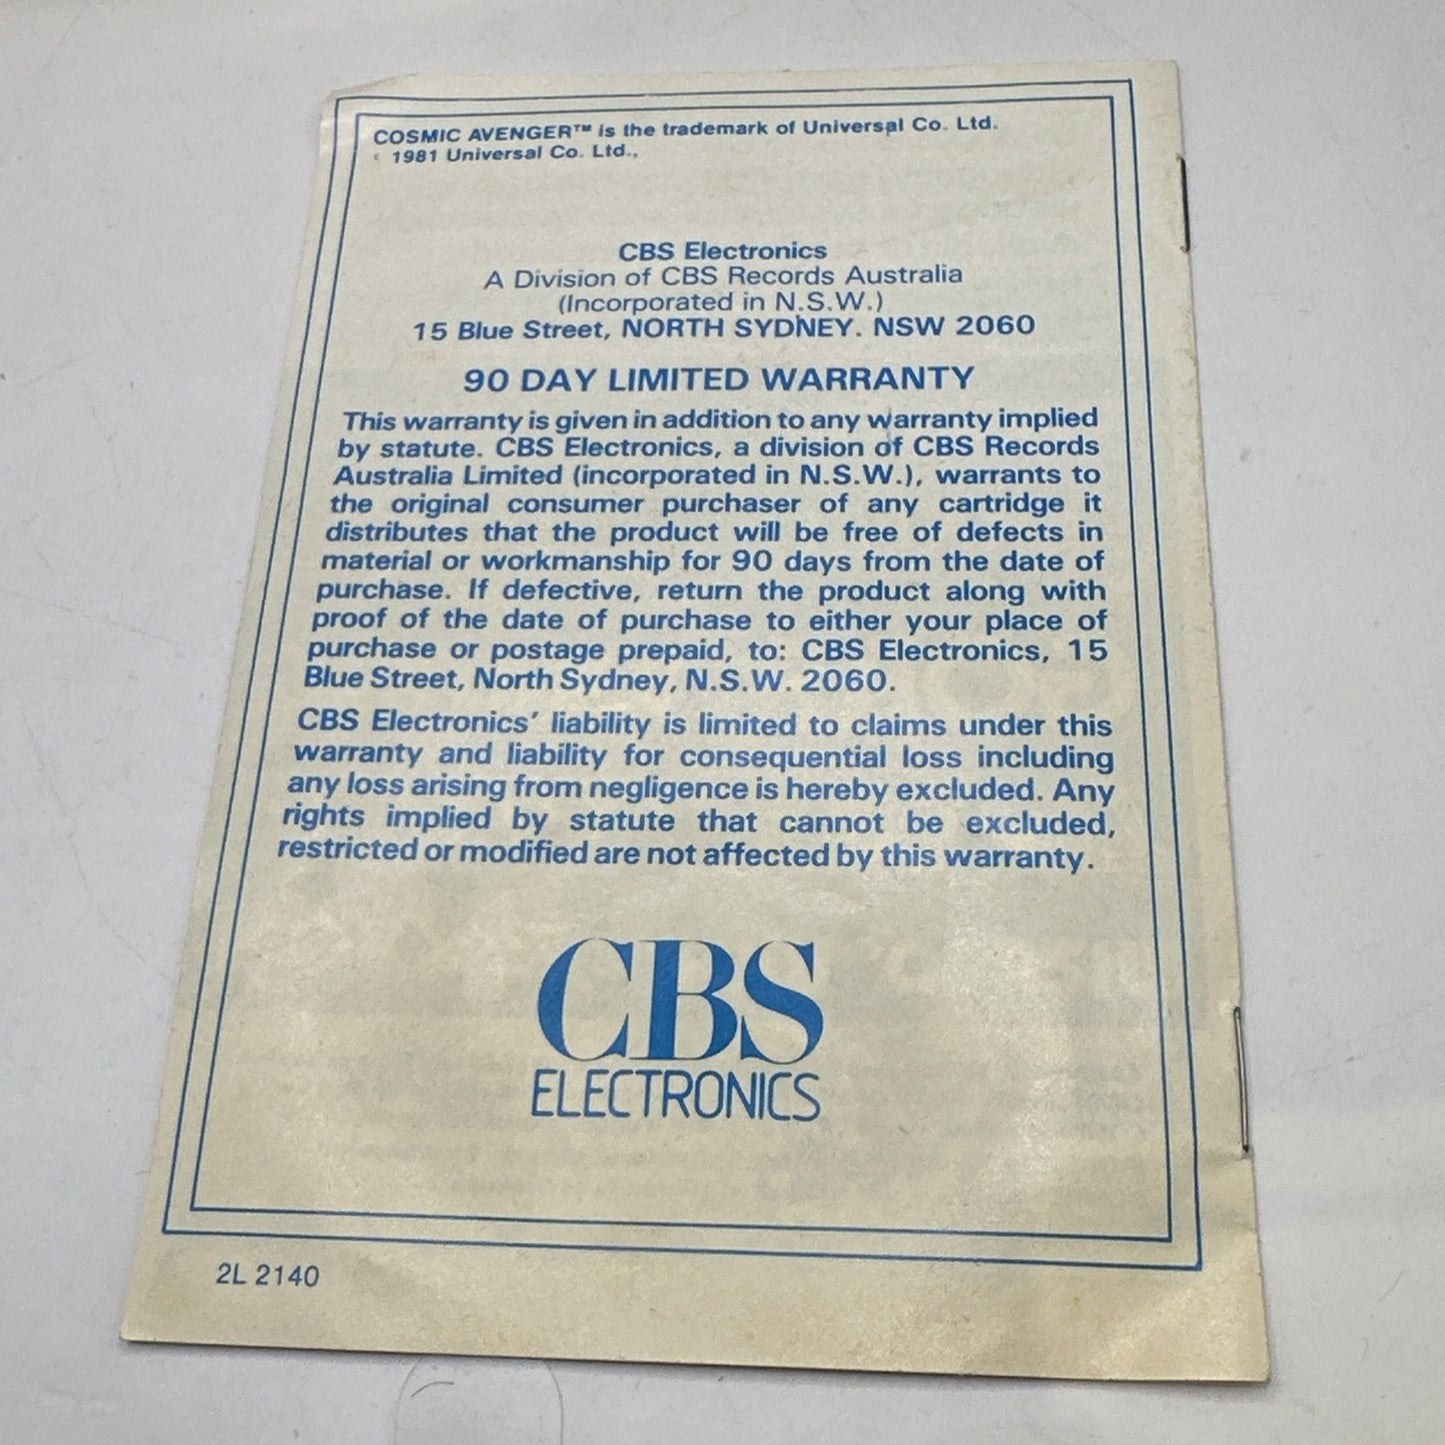 COSMIC AVENGER™ is the trademark of Universal Co. Ltd.
c 1981 Universal Co. Ltd.,
CBS Electronics
A Division of CBS Records Australia
(Incorporated in N.S.W.)
15 Blue Street, NORTH SYDNEY. NSW 2060
90 DAY LIMITED WARRANTY
This warranty is given in addition to any warranty implied
by statute. CBS Electronics, a division of CBS Records
Australia Limited (incorporated in N.S.W.), warrants to
the original consumer purchaser of any cartridge it
distributes that the product will be free of defects in
material or workmanship for 90 days from the date of
purchase. If defective, return the product along with
proof of the date of purchase to either your place of
purchase or postage prepaid, to: CBS Electronics, 15
Blue Street, North Sydney, N.S.W. 2060.
CBS Electronics' liability is limited to claims under this
warranty and liability for consequential loss including
any loss arising from negligence is hereby excluded. Any
rights implied by statute that cannot be excluded,
restricted or modified are not affected by this warranty.
CBS
ELECTRONICS
2L 2140